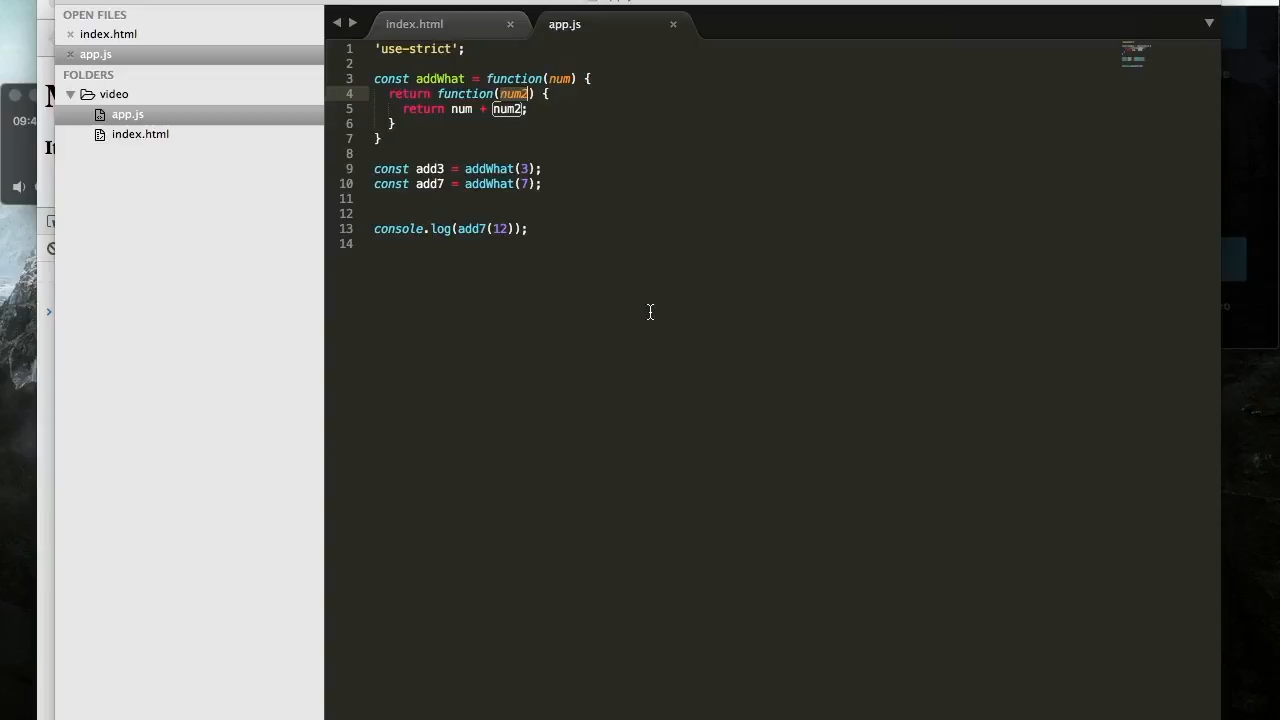 OPEN FILES
index.html
app.js
FOLDERS
video
app.js
index.html
09:4
index.html
app.js
1 'use-strict';
2
3 const addWhat = function(num) {
4 return function(num2) {
5 return num + num2;
6 }
7 }
8
9 const add3 = addWhat(3);
10 const add7 = addWhat(7);
11
12
13 console.log(add7(12));
14